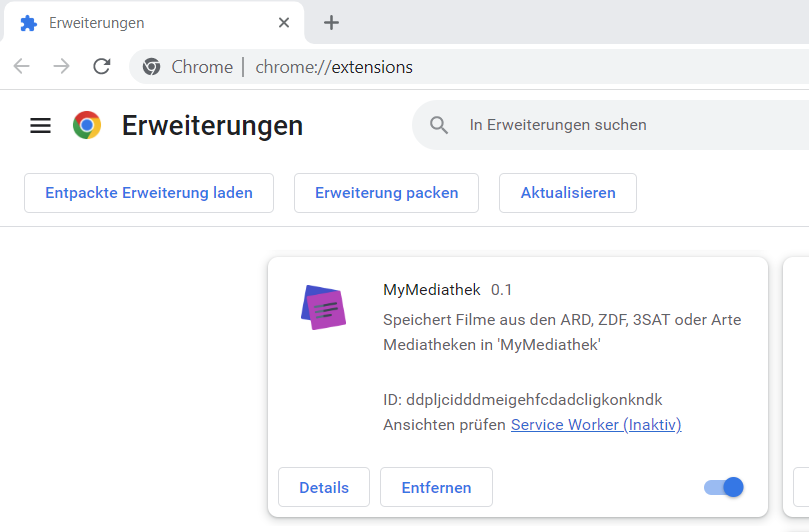 Erweiterungen
Chrome | chrome://extensions
Erweiterungen
In Erweiterungen suchen
Entpackte Erweiterung laden Erweiterung packen Aktualisieren
MyMediathek 0.1
Speichert Filme aus den ARD, ZDF, 3SAT oder Arte
Mediatheken in 'MyMediathek'
ID: ddpljcidddmeigehfcdadcligkonkndk
Ansichten prüfen Service Worker (Inaktiv)
Details Entfernen